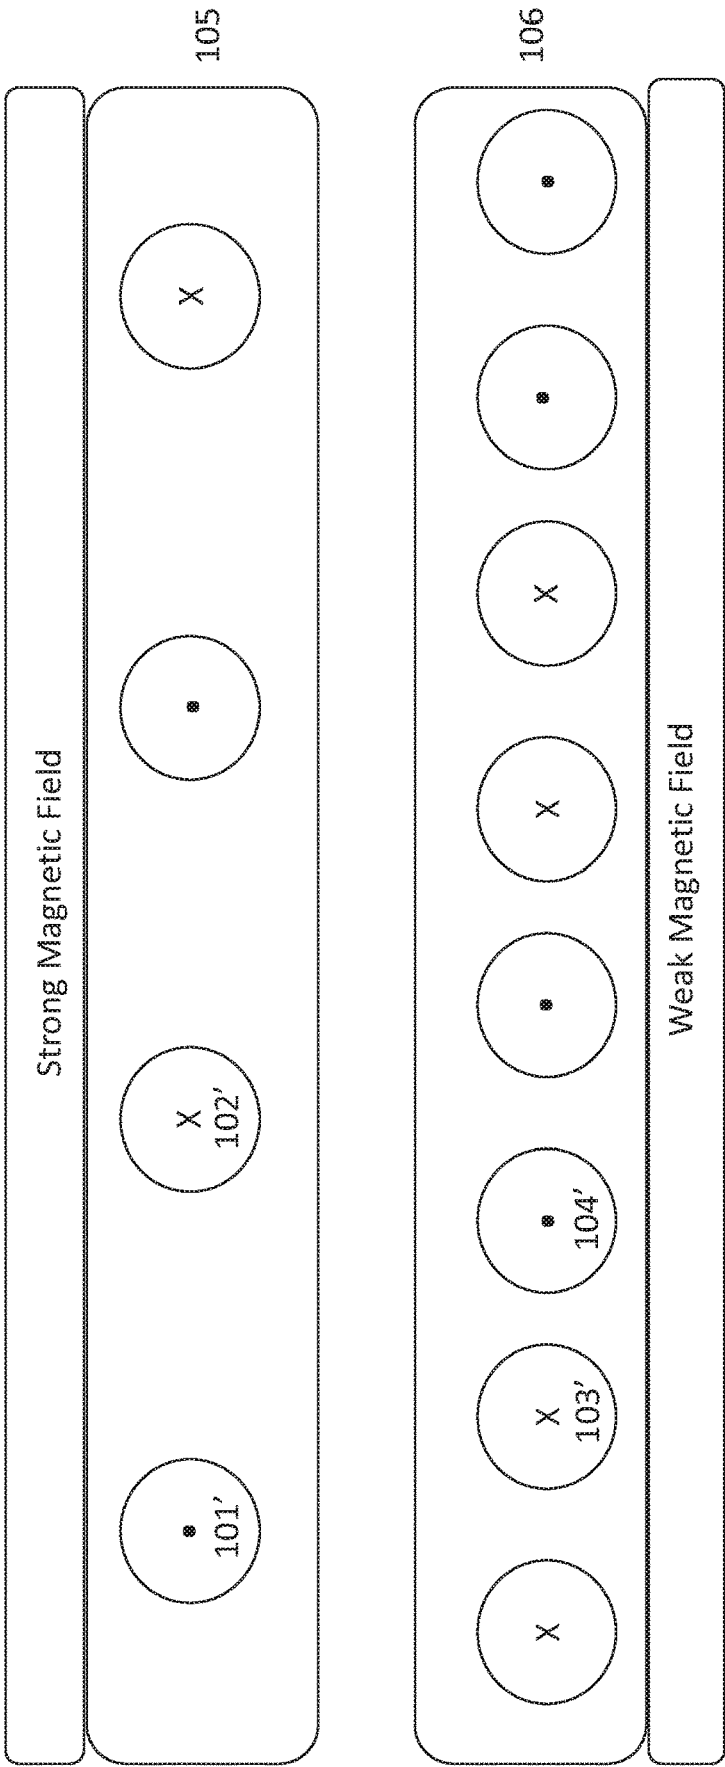 Strong Magnetic Field
105
101’
X
102’
X
106
X
X
103’
104’
X
X
Weak Magnetic Field